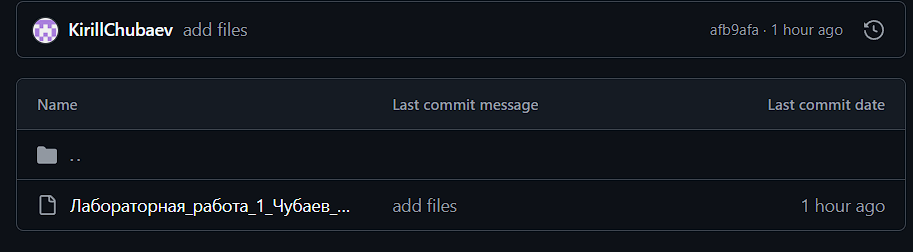 KirillChubaev add files afb9afa · 1 hour ago
Name Last commit message Last commit date
..
Лабораторная_работа_1_Чубаев_... add files 1 hour ago